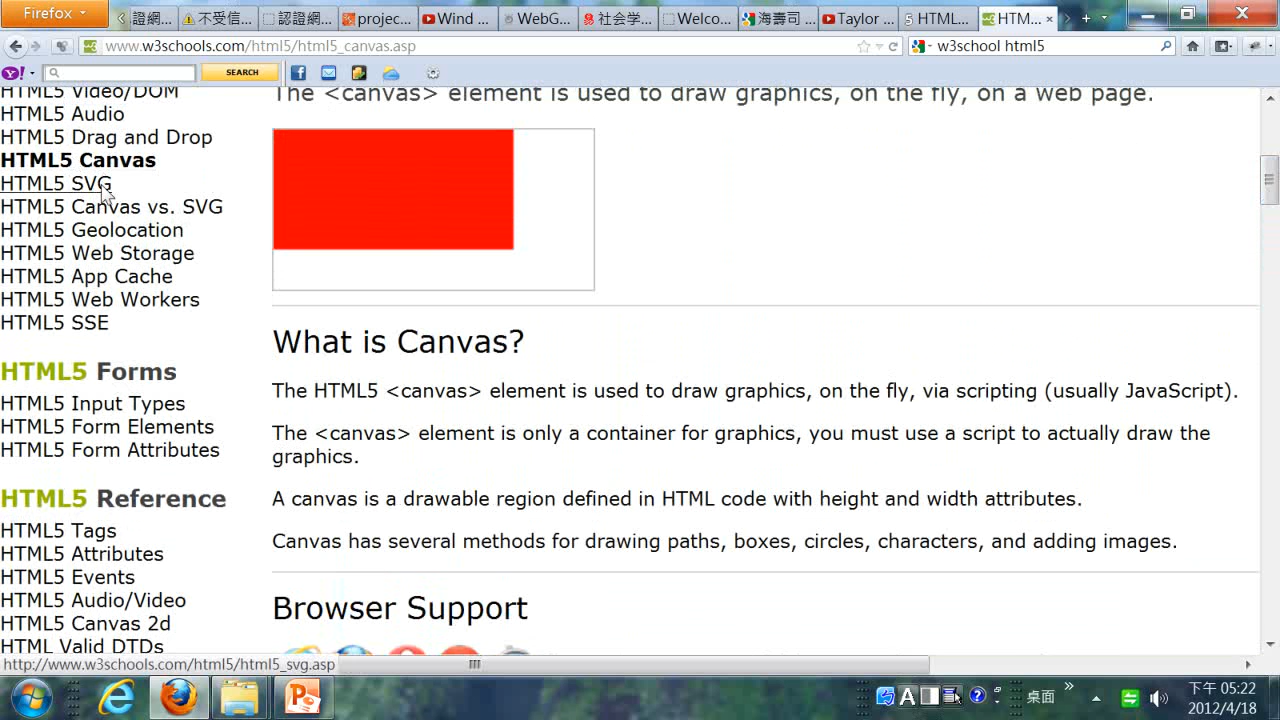 Firefox
證網...
不受信...
認證網...
projec...
Wind ...
WebG...
社会学...
Welco...
海壽司 ...
Taylor ...
HTML...
HTM...
www.w3schools.com/html5/html5_canvas.asp
w3school html5
Y!
SEARCH
HTML5 Video/DOM
HTML5 Audio
HTML5 Drag and Drop
HTML5 Canvas
HTML5 SVG
HTML5 Canvas vs. SVG
HTML5 Geolocation
HTML5 Web Storage
HTML5 App Cache
HTML5 Web Workers
HTML5 SSE
HTML5 Forms
HTML5 Input Types
HTML5 Form Elements
HTML5 Form Attributes
HTML5 Reference
HTML5 Tags
HTML5 Attributes
HTML5 Events
HTML5 Audio/Video
HTML5 Canvas 2d
HTML Valid DTDs
The <canvas> element is used to draw graphics, on the fly, on a web page.
What is Canvas?
The HTML5 <canvas> element is used to draw graphics, on the fly, via scripting (usually JavaScript).
The <canvas> element is only a container for graphics, you must use a script to actually draw the
graphics.
A canvas is a drawable region defined in HTML code with height and width attributes.
Canvas has several methods for drawing paths, boxes, circles, characters, and adding images.
Browser Support
http://www.w3schools.com/html5/html5_svg.asp
A
桌面
下午 05:22
2012/4/18